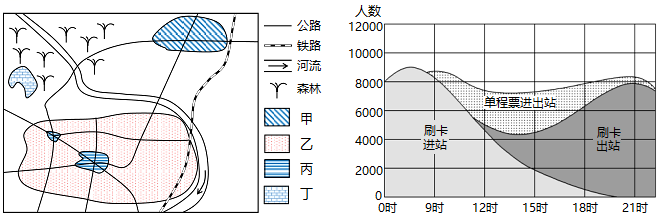 公路
铁路
河流
森林
甲
乙
丙
丁
人数
12000
10000
8000
6000
4000
2000
0时
9时
12时
15时
18时
21时
单程票进出站
刷卡
进站
刷卡
出站